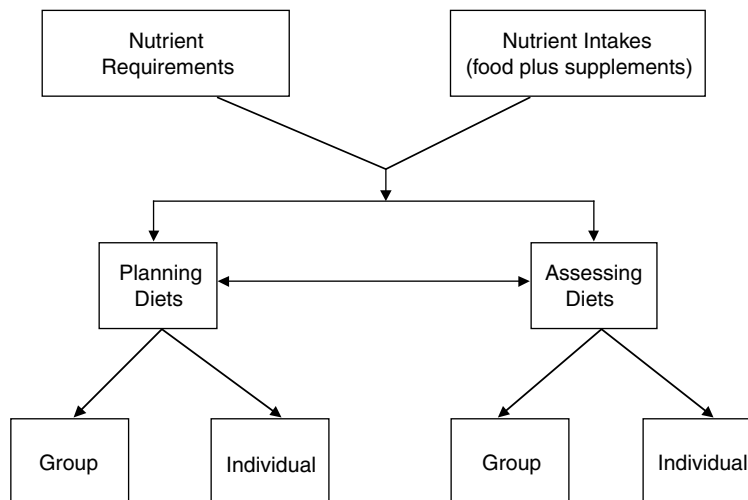 Nutrient
Requirements
Nutrient Intakes
(food plus supplements)
Planning
Diets
Assessing
Diets
Group
Individual
Group
Individual